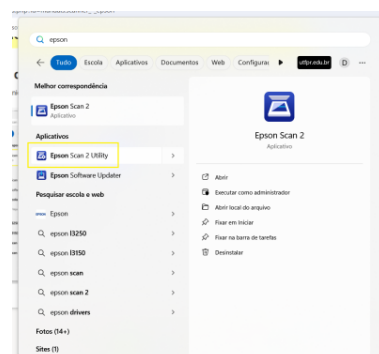 epson
Tudo Escola Aplicativos Documentos Web Configurar utfpr.edu.br D ...
Melhor correspondência
Epson Scan 2
Aplicativo
Epson Scan 2
Aplicativo
Aplicativos
Epson Scan 2 Utility
Epson Software Updater
Abrir
Executar como administrador
Abrir local do arquivo
Fixar em Iniciar
Fixar na barra de tarefas
Desinstalar
Pesquisar escola e web
EPSON Epson
epson l3250
epson l3150
epson scan
epson scan 2
epson drivers
Fotos (14+)
Sites (1)